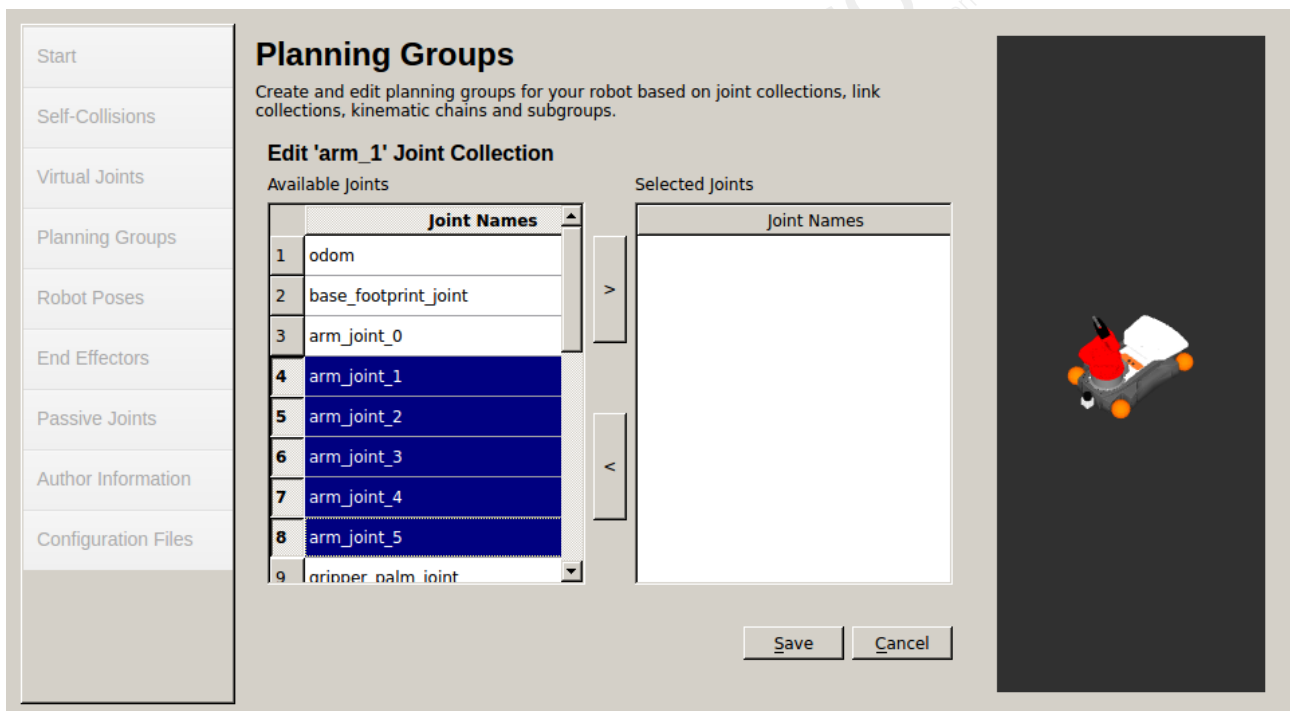 Start
Self-Collisions
Virtual Joints
Planning Groups
Robot Poses
End Effectors
Passive Joints
Author Information
Configuration Files
Planning Groups
Create and edit planning groups for your robot based on joint collections, link
collections, kinematic chains and subgroups.
Edit 'arm_1' Joint Collection
Available Joints
Joint Names
1 odom
2 base_footprint_joint
3 arm_joint_0
4 arm_joint_1
5 arm_joint_2
6 arm_joint_3
7 arm_joint_4
8 arm_joint_5
9 gripper_palm_joint
>
<
Selected Joints
Joint Names
Save Cancel